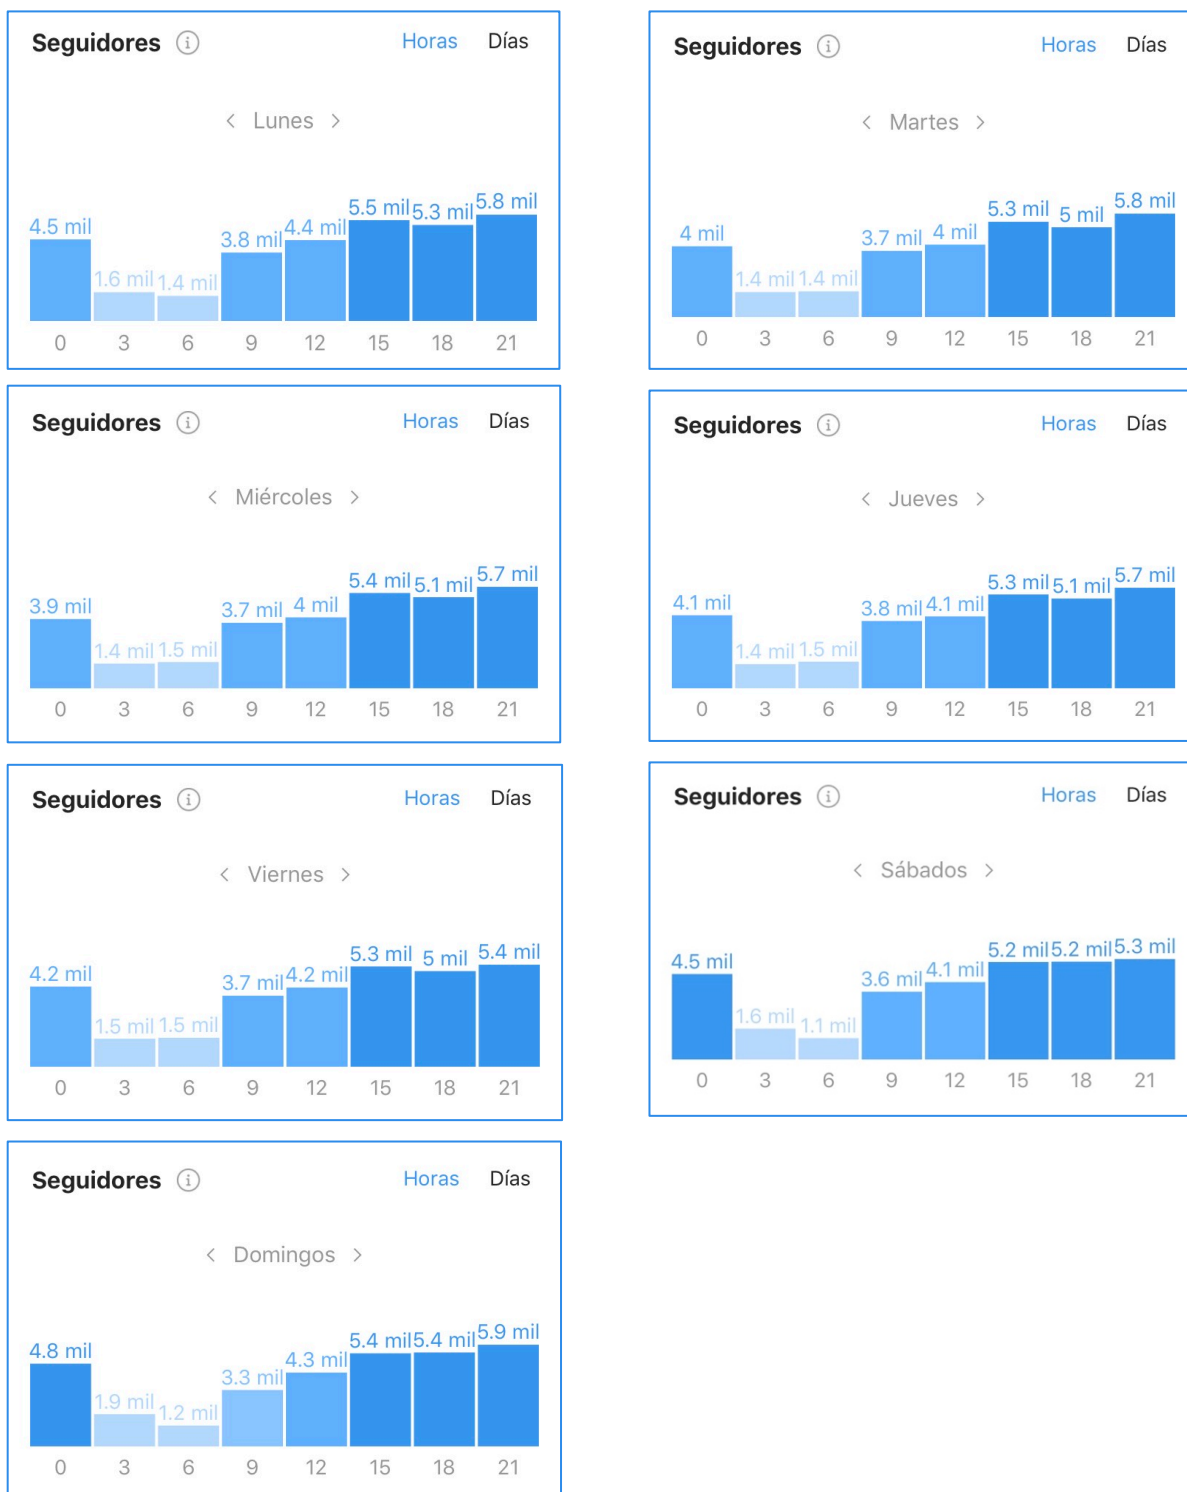 Seguidores Horas Días
< Lunes >
4.5 mil 1.6 mil 1.4 mil 3.8 mil 4.4 mil 5.5 mil 5.3 mil 5.8 mil
0 3 6 9 12 15 18 21
Seguidores Horas Días
< Martes >
4 mil 1.4 mil 1.4 mil 3.7 mil 4 mil 5.3 mil 5 mil 5.8 mil
0 3 6 9 12 15 18 21
Seguidores Horas Días
< Miércoles >
3.9 mil 1.4 mil 1.5 mil 3.7 mil 4 mil 5.4 mil 5.1 mil 5.7 mil
0 3 6 9 12 15 18 21
Seguidores Horas Días
< Jueves >
4.1 mil 1.4 mil 1.5 mil 3.8 mil 4.1 mil 5.3 mil 5.1 mil 5.7 mil
0 3 6 9 12 15 18 21
Seguidores Horas Días
< Viernes >
4.2 mil 1.5 mil 1.5 mil 3.7 mil 4.2 mil 5.3 mil 5 mil 5.4 mil
0 3 6 9 12 15 18 21
Seguidores Horas Días
< Sábados >
4.5 mil 1.6 mil 1.1 mil 3.6 mil 4.1 mil 5.2 mil 5.2 mil 5.3 mil
0 3 6 9 12 15 18 21
Seguidores Horas Días
< Domingos >
4.8 mil 1.9 mil 1.2 mil 3.3 mil 4.3 mil 5.4 mil 5.4 mil 5.9 mil
0 3 6 9 12 15 18 21